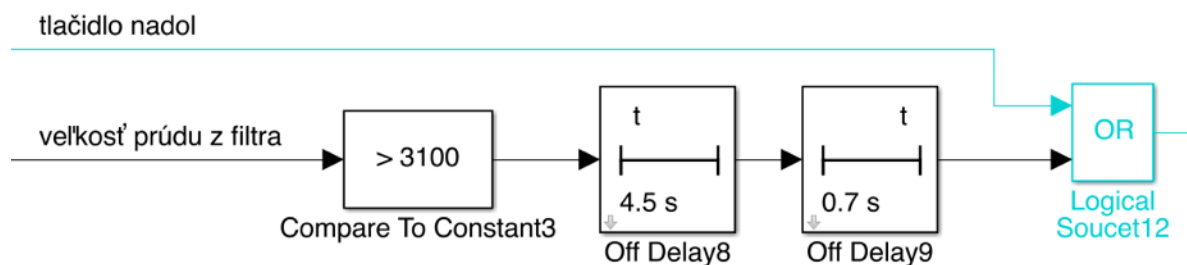 tlačidlo nadol
veľkosť prúdu z filtra
> 3100
Compare To Constant3
t
4.5 s
Off Delay8
t
0.7 s
Off Delay9
OR
Logical
Soucet12